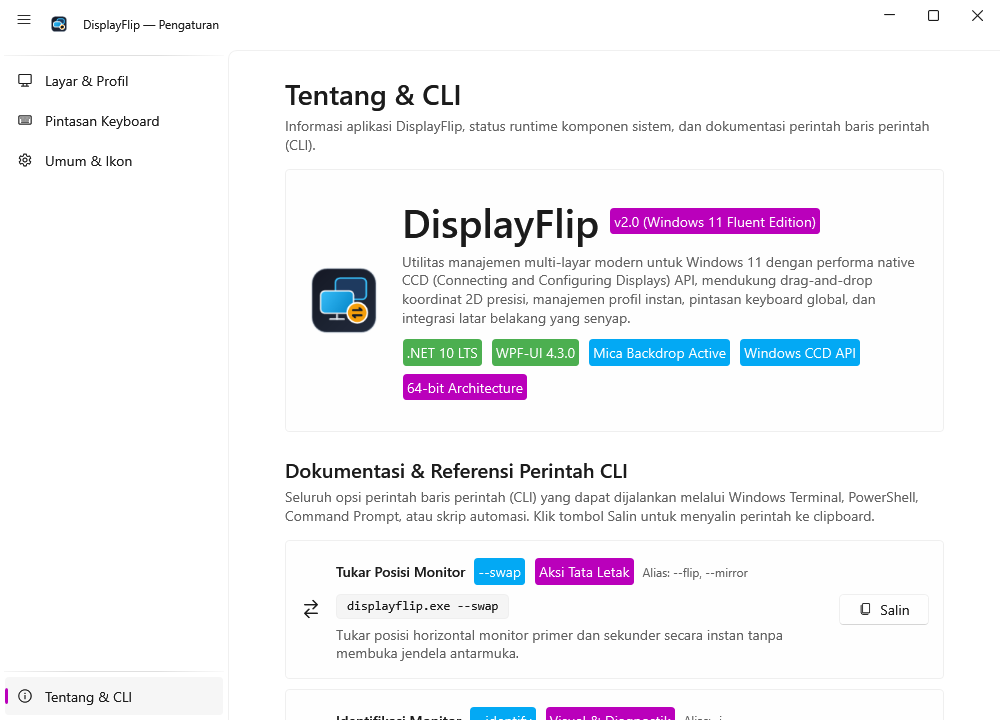 DisplayFlip — Pengaturan
Layar & Profil
Pintasan Keyboard
Umum & Ikon
Tentang & CLI
Tentang & CLI
Informasi aplikasi DisplayFlip, status runtime komponen sistem, dan dokumentasi perintah baris perintah
(CLI).
DisplayFlip v2.0 (Windows 11 Fluent Edition)
Utilitas manajemen multi-layar modern untuk Windows 11 dengan performa native
CCD (Connecting and Configuring Displays) API, mendukung drag-and-drop
koordinat 2D presisi, manajemen profil instan, pintasan keyboard global, dan
integrasi latar belakang yang senyap.
.NET 10 LTS WPF-UI 4.3.0 Mica Backdrop Active Windows CCD API
64-bit Architecture
Dokumentasi & Referensi Perintah CLI
Seluruh opsi perintah baris perintah (CLI) yang dapat dijalankan melalui Windows Terminal, PowerShell,
Command Prompt, atau skrip automasi. Klik tombol Salin untuk menyalin perintah ke clipboard.
Tukar Posisi Monitor --swap Aksi Tata Letak Alias: --flip, --mirror
displayflip.exe --swap
Salin
Tukar posisi horizontal monitor primer dan sekunder secara instan tanpa
membuka jendela antarmuka.
Identifikasi Monitor --identify Visual & Diagnostik Alias: -i